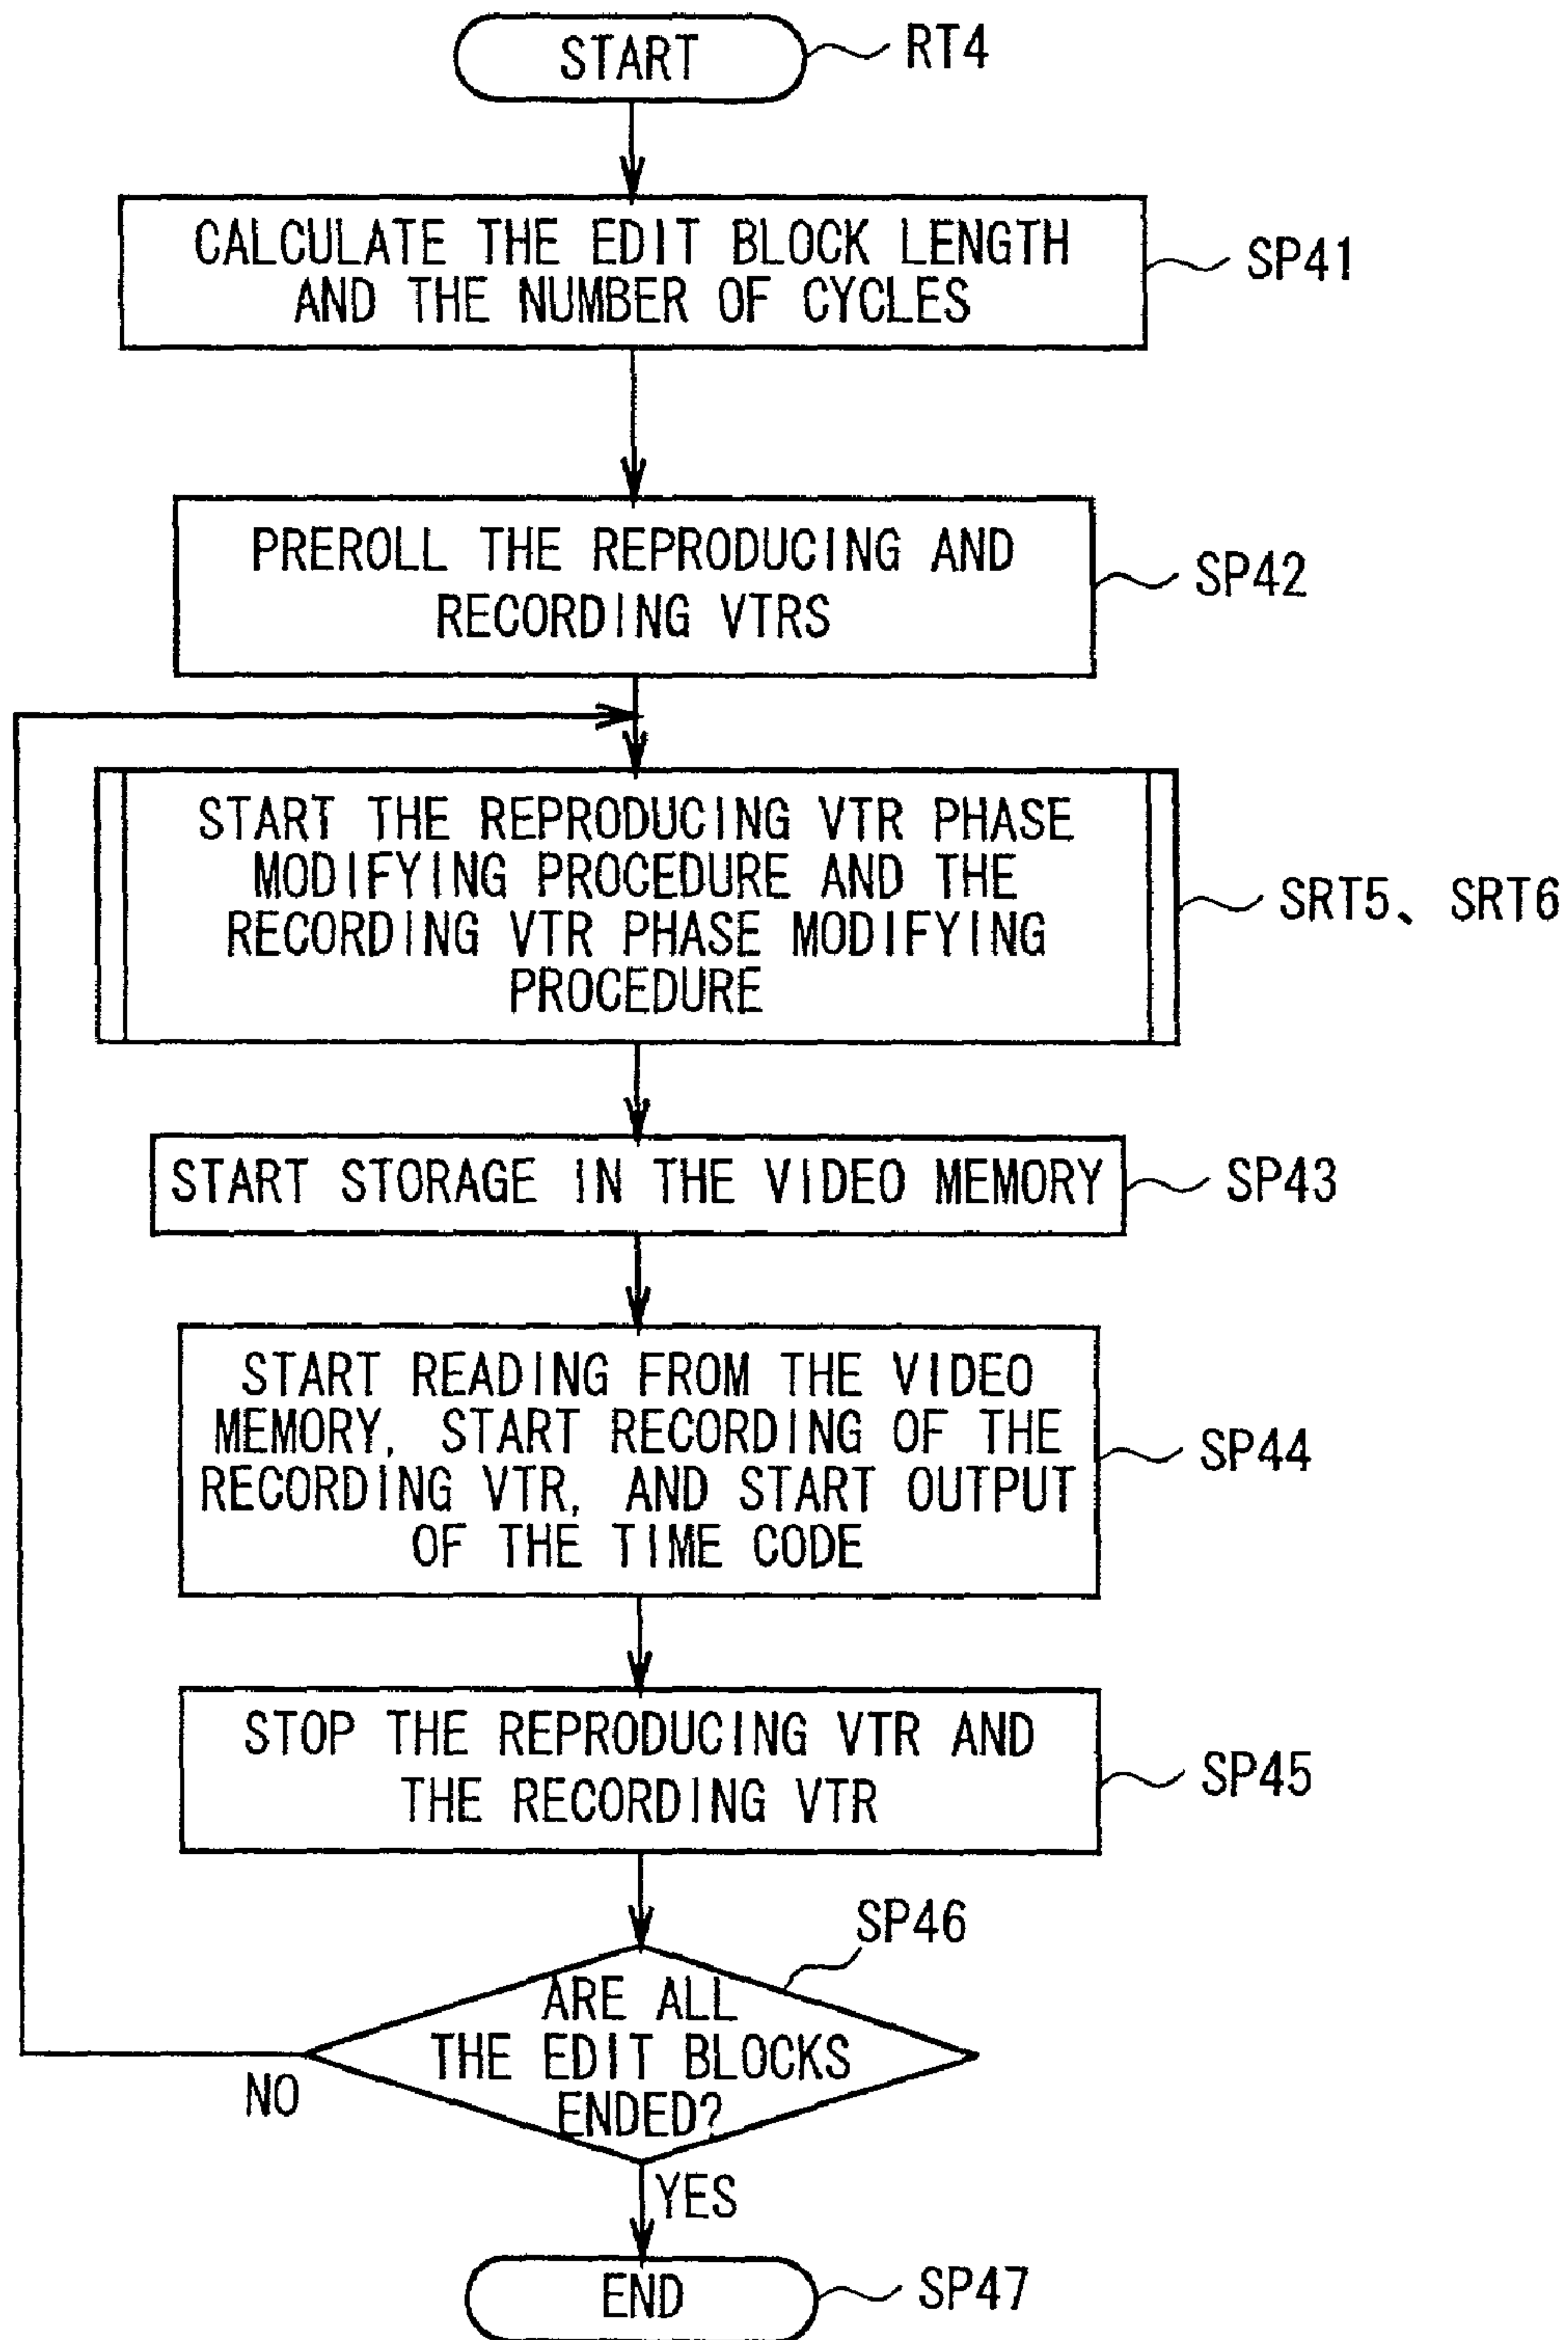 START
RT4
CALCULATE THE EDIT BLOCK LENGTH
AND THE NUMBER OF CYCLES
SP41
PREROLL THE REPRODUCING AND
RECORDING VTRS
SP42
START THE REPRODUCING VTR PHASE
MODIFYING PROCEDURE AND THE
RECORDING VTR PHASE MODIFYING
PROCEDURE
SRT5、SRT6
START STORAGE IN THE VIDEO MEMORY
SP43
START READING FROM THE VIDEO
MEMORY, START RECORDING OF THE
RECORDING VTR, AND START OUTPUT
OF THE TIME CODE
SP44
STOP THE REPRODUCING VTR AND
THE RECORDING VTR
SP45
SP46
ARE ALL
THE EDIT BLOCKS
ENDED?
NO
YES
END
SP47